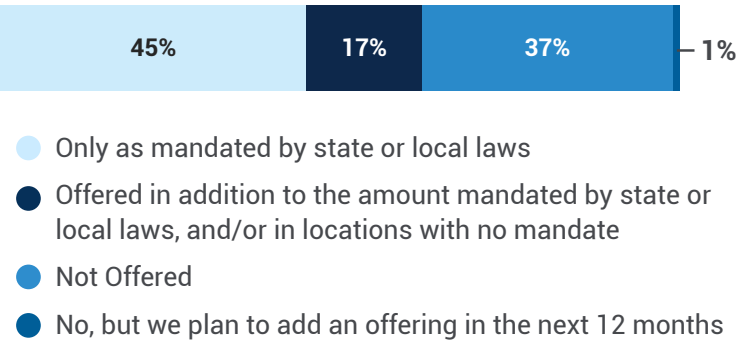 45%
17%
37%
1%
Only as mandated by state or local laws
Offered in addition to the amount mandated by state or
local laws, and/or in locations with no mandate
Not Offered
No, but we plan to add an offering in the next 12 months